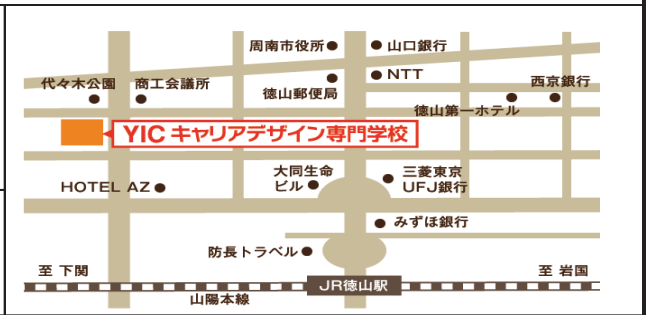 周南市役所
山口銀行
代々木公園
商工会議所
徳山郵便局
NTT
西京銀行
徳山第一ホテル
YIC キャリアデザイン専門学校
HOTEL AZ
大同生命
ビル
三菱東京
UFJ銀行
みずほ銀行
防長トラベル
至 下関
至 岩国
JR徳山駅
山陽本線